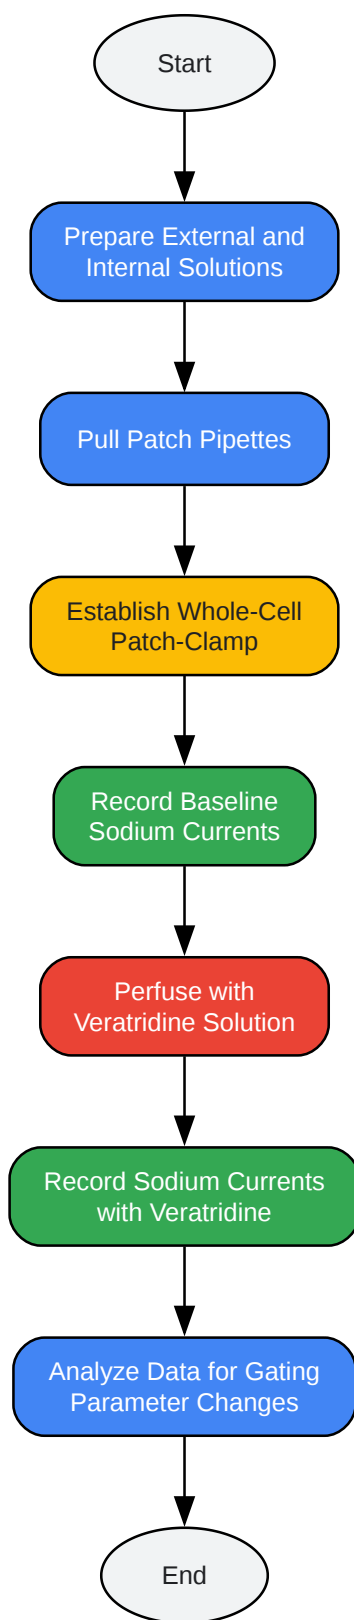 Start
Prepare External and
Internal Solutions
Pull Patch Pipettes
Establish Whole-Cell
Patch-Clamp
Record Baseline
Sodium Currents
Perfuse with
Veratridine Solution
Record Sodium Currents
with Veratridine
Analyze Data for Gating
Parameter Changes
End